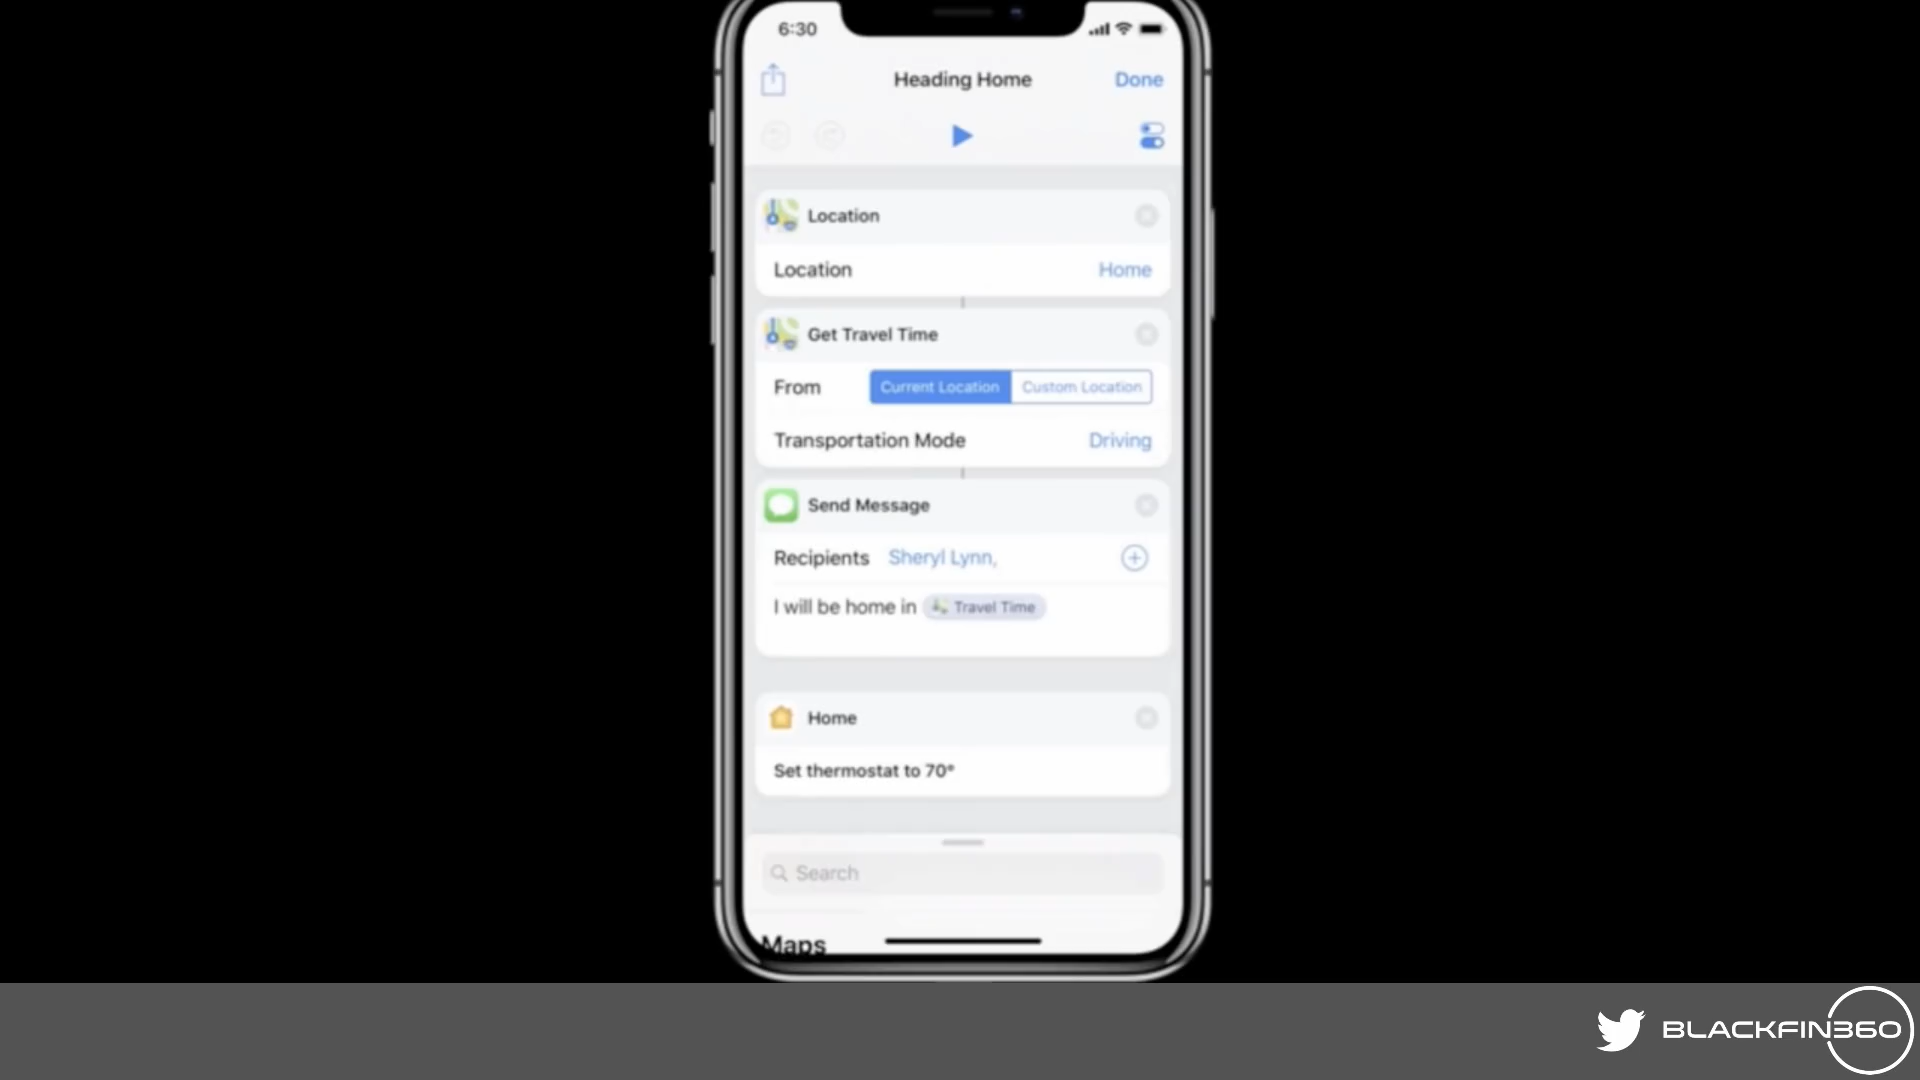 6:30
Heading Home
Done
Location
Location Home
Get Travel Time
From Current Location Custom Location
Transportation Mode Driving
Send Message
Recipients Sheryl Lynn,
I will be home in Travel Time
Home
Set thermostat to 70°
Search
Maps
BLACKFIN360